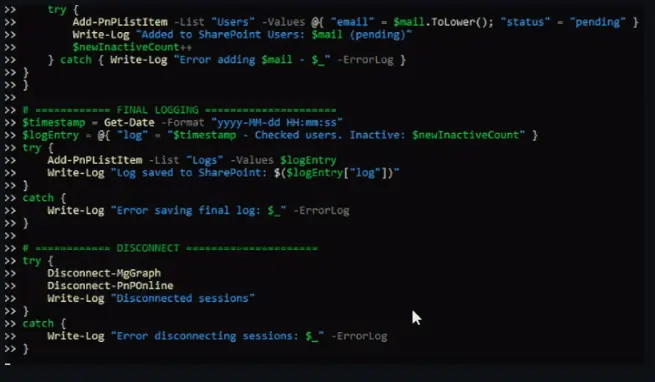 >>     try {
>>         Add-PnPListItem -List "Users" -Values @{ "email" = $mail.ToLower(); "status" = "pending" }
>>         Write-Log "Added to SharePoint Users: $mail (pending)"
>>         $newInactiveCount++
>>     } catch { Write-Log "Error adding $mail - $_" -ErrorLog }
>> }
>> }
>>
>> # ============ FINAL LOGGING =====================
>> $timestamp = Get-Date -Format "yyyy-MM-dd HH:mm:ss"
>> $logEntry = @{ "log" = "$timestamp - Checked users. Inactive: $newInactiveCount" }
>> try {
>>     Add-PnPListItem -List "Logs" -Values $logEntry
>>     Write-Log "Log saved to SharePoint: $($logEntry["log"])"
>> }
>> catch {
>>     Write-Log "Error saving final log: $_" -ErrorLog
>> }
>>
>> # ============ DISCONNECT =====================
>> try {
>>     Disconnect-MgGraph
>>     Disconnect-PnPOnline
>>     Write-Log "Disconnected sessions"
>> }
>> catch {
>>     Write-Log "Error disconnecting sessions: $_" -ErrorLog
>> }